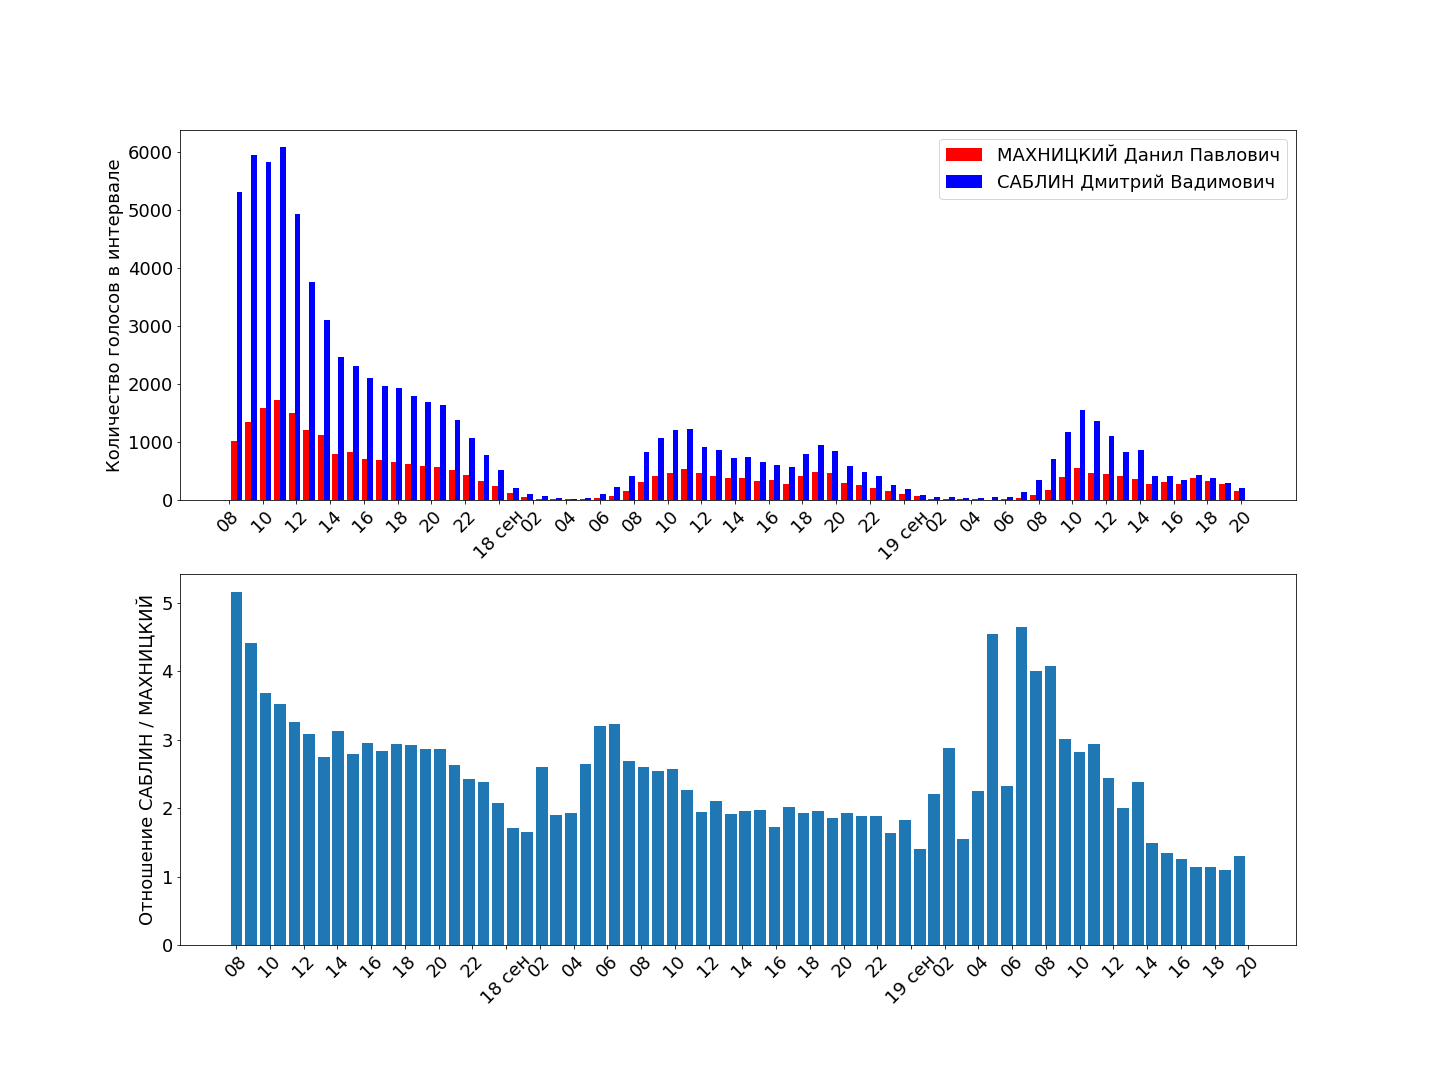 МАХНИЦКИЙ Данил Павлович
САБЛИН Дмитрий Вадимович
Количество голосов в интервале
6000
5000
4000
3000
2000
1000
0
08 10 12 14 16 18 20 22 18 сен 02 04 06 08 10 12 14 16 18 20 22 19 сен 02 04 06 08 10 12 14 16 18 20
Отношение САБЛИН / МАХНИЦКИЙ
5
4
3
2
1
0
08 10 12 14 16 18 20 22 18 сен 02 04 06 08 10 12 14 16 18 20 22 19 сен 02 04 06 08 10 12 14 16 18 20